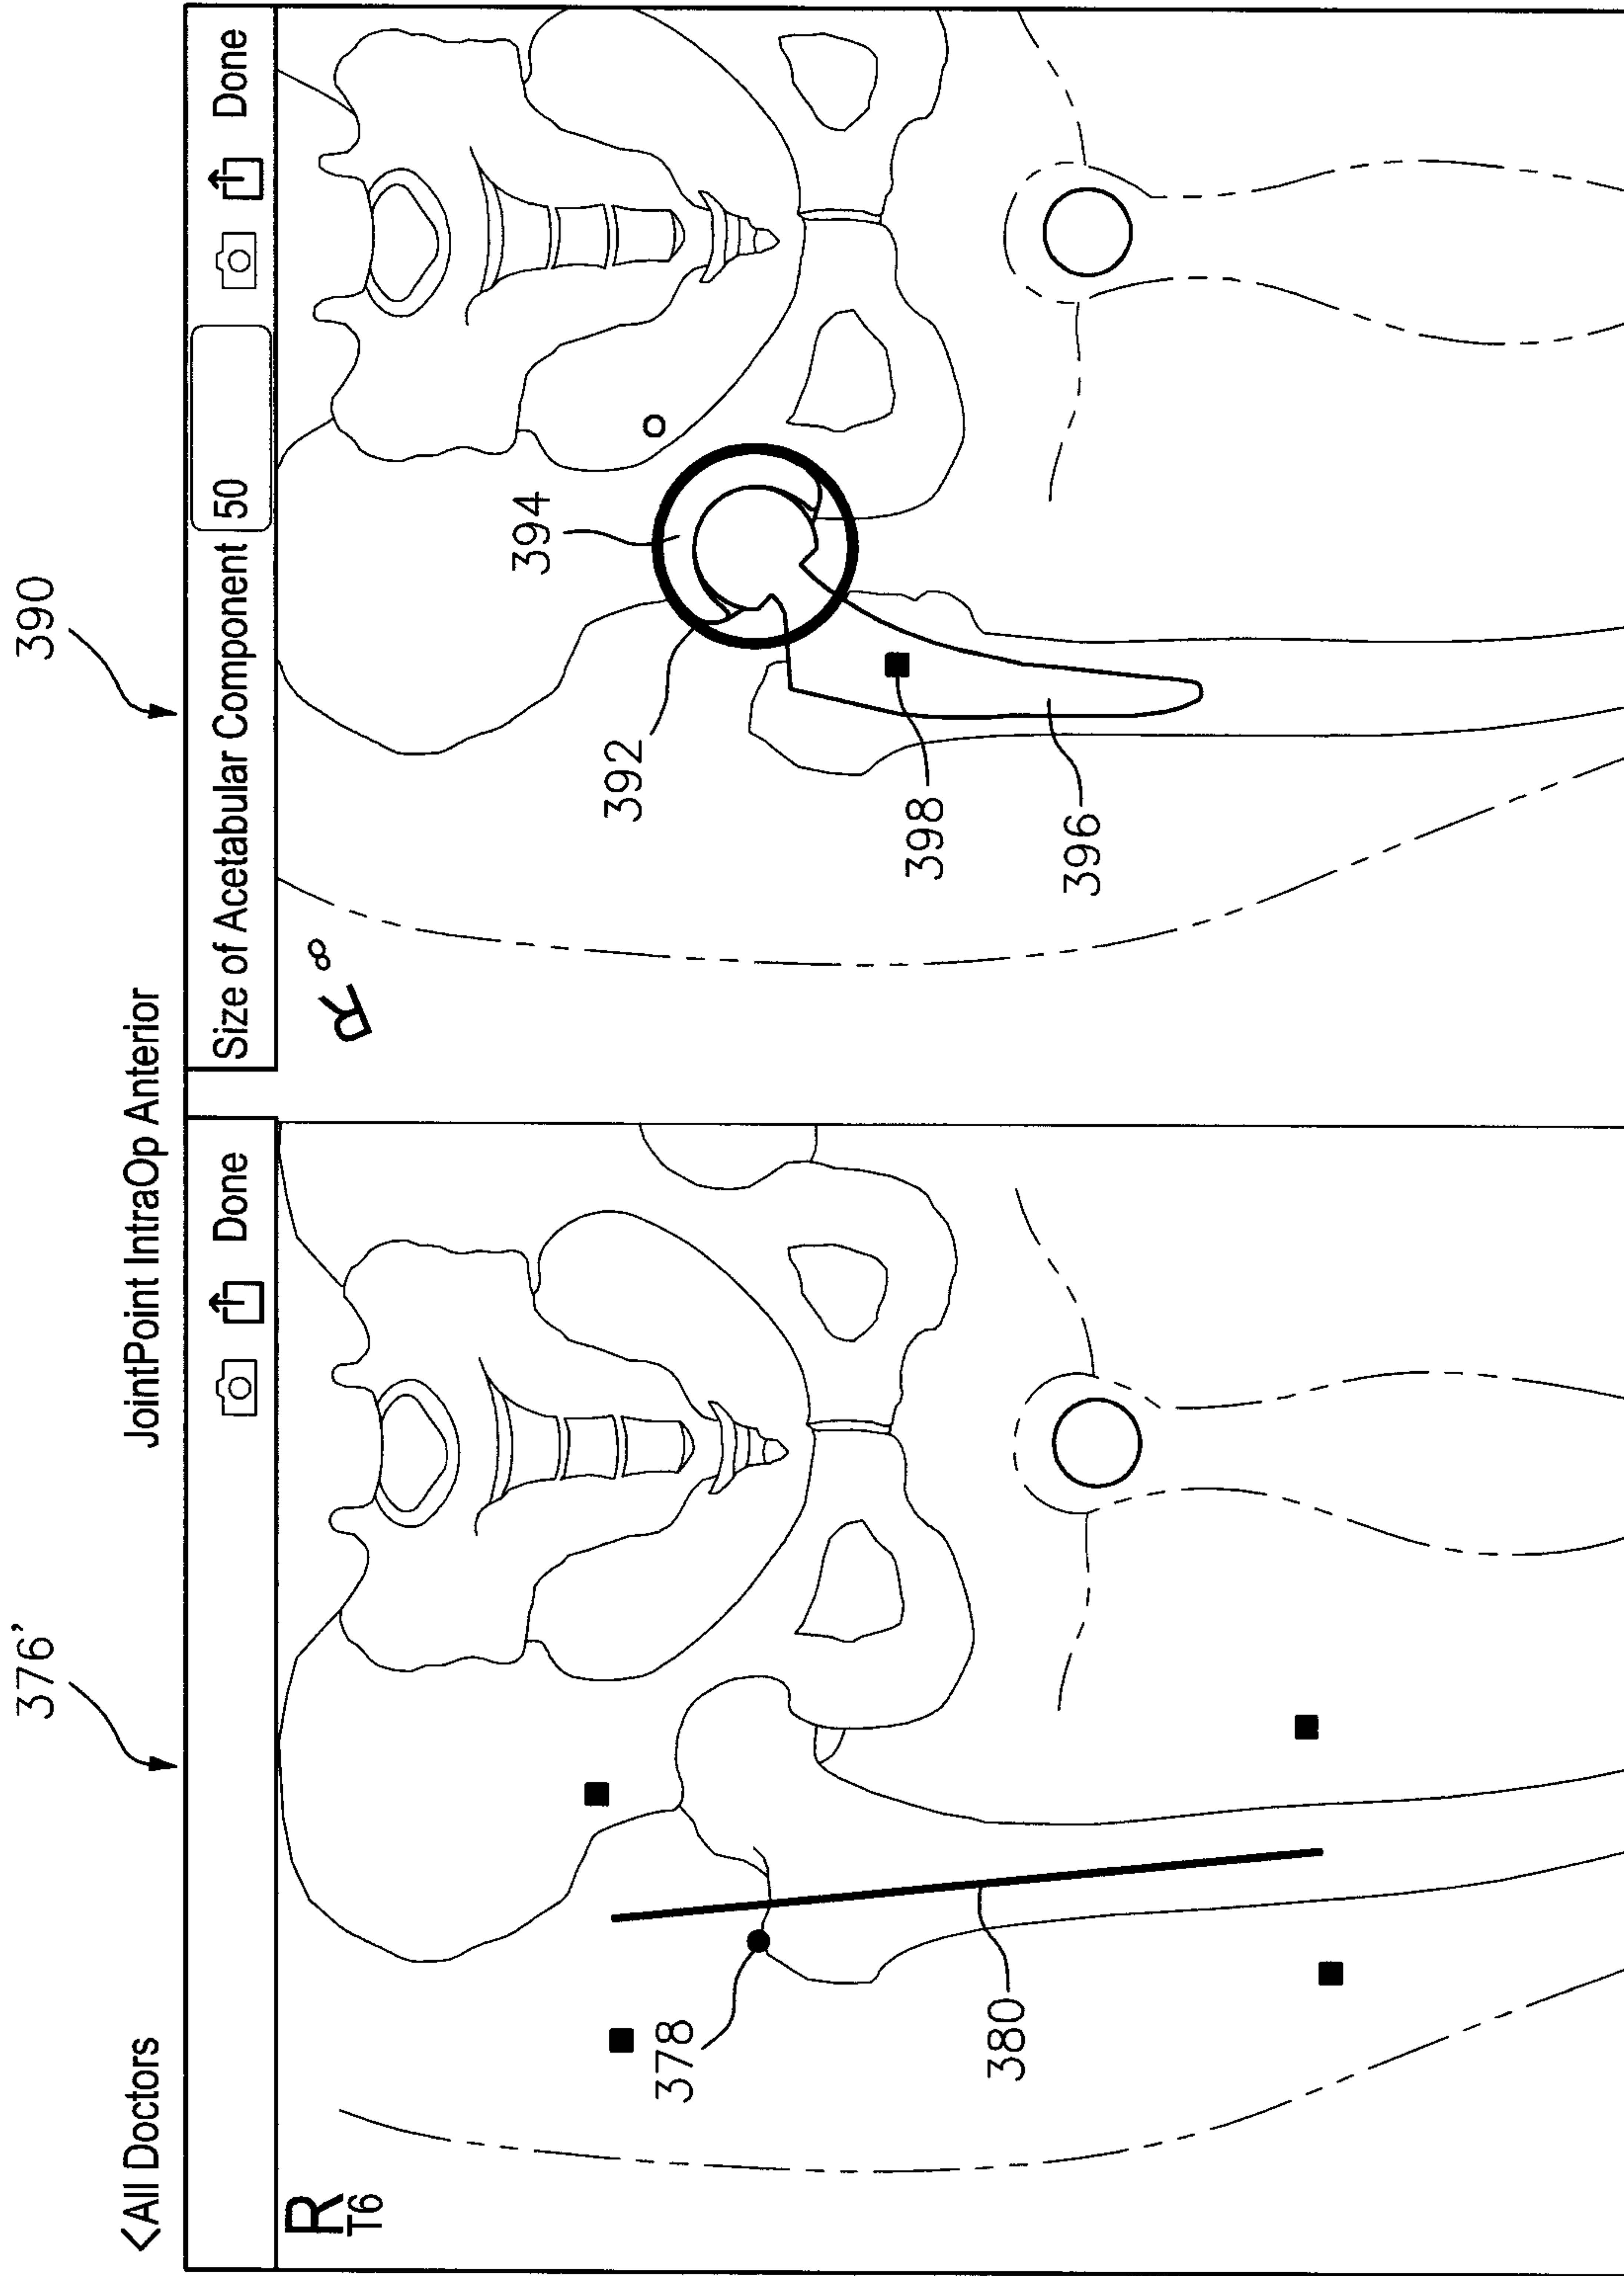 376'
390
<All Doctors
JointPoint IntraOp Anterior
Done
Size of Acetabular Component 50
Done
R
T6
378
380
R 8
394
392
398
396